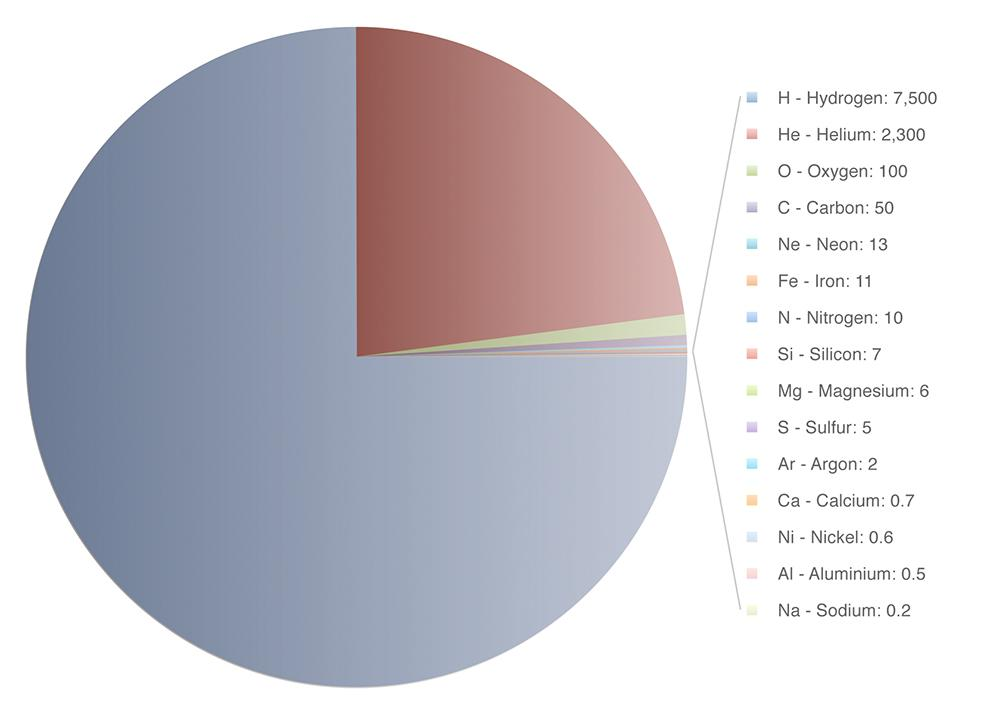 H - Hydrogen: 7,500
He - Helium: 2,300
O - Oxygen: 100
C - Carbon: 50
Ne - Neon: 13
Fe - Iron: 11
N - Nitrogen: 10
Si - Silicon: 7
Mg - Magnesium: 6
S - Sulfur: 5
Ar - Argon: 2
Ca - Calcium: 0.7
Ni - Nickel: 0.6
Al - Aluminium: 0.5
Na - Sodium: 0.2